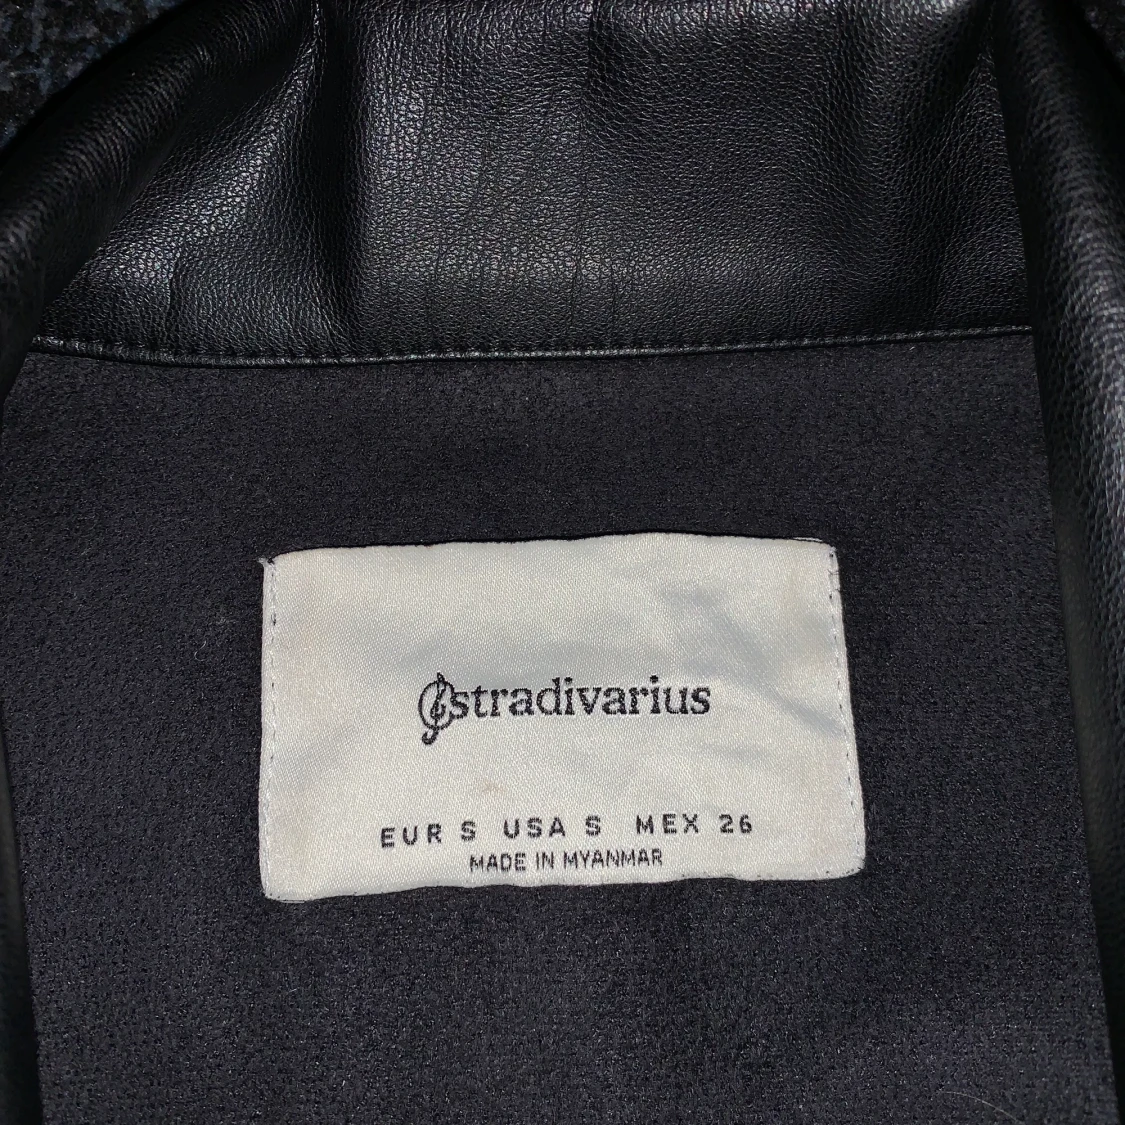 stradivarius
EUR S USA S MEX 26
MADE IN MYANMAR